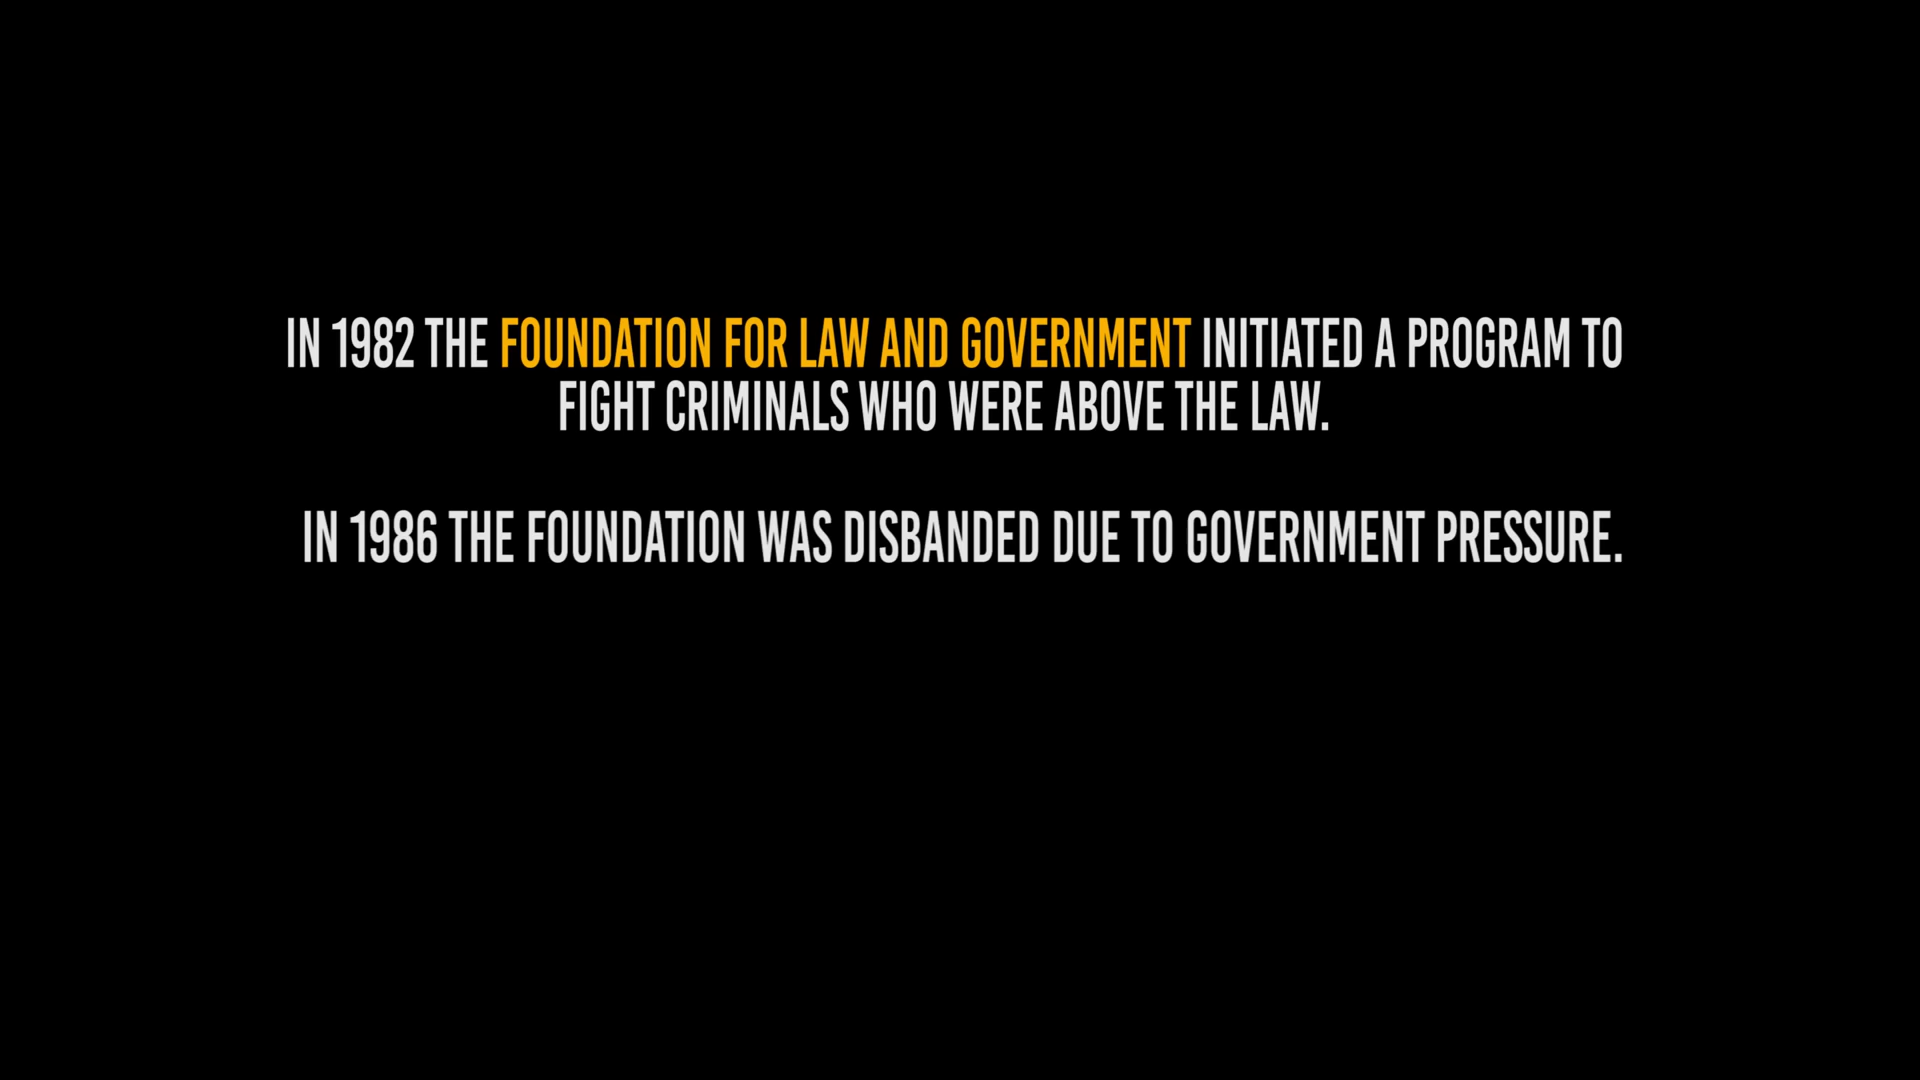 IN 1982 THE FOUNDATION FOR LAW AND GOVERNMENT INITIATED A PROGRAM TO
FIGHT CRIMINALS WHO WERE ABOVE THE LAW.
IN 1986 THE FOUNDATION WAS DISBANDED DUE TO GOVERNMENT PRESSURE.